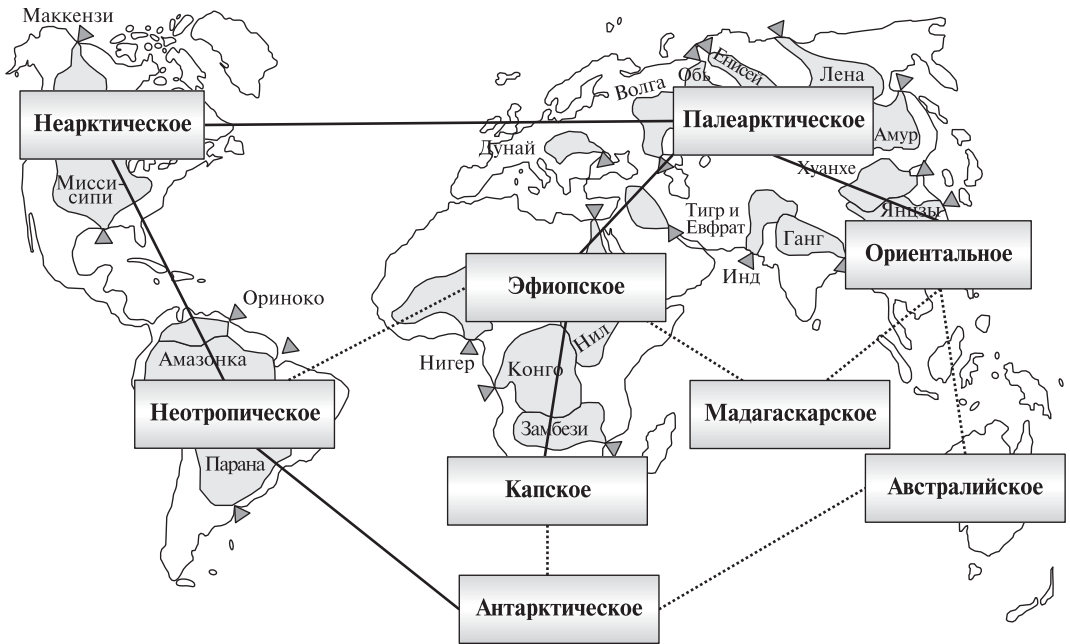 Маккензи
Обь
Енисей
Лена
Волга
Неарктическое
Палеарктическое
Амур
Дунай
Хуанхе
Мисси-
сипи
Тигр и
Евфрат
Янцзы
Ганг
Ориентальное
Инд
Эфиопское
Ориноко
Нил
Амазонка
Нигер
Конго
Неотропическое
Мадагаскарское
Замбези
Парана
Капское
Австралийское
Антарктическое